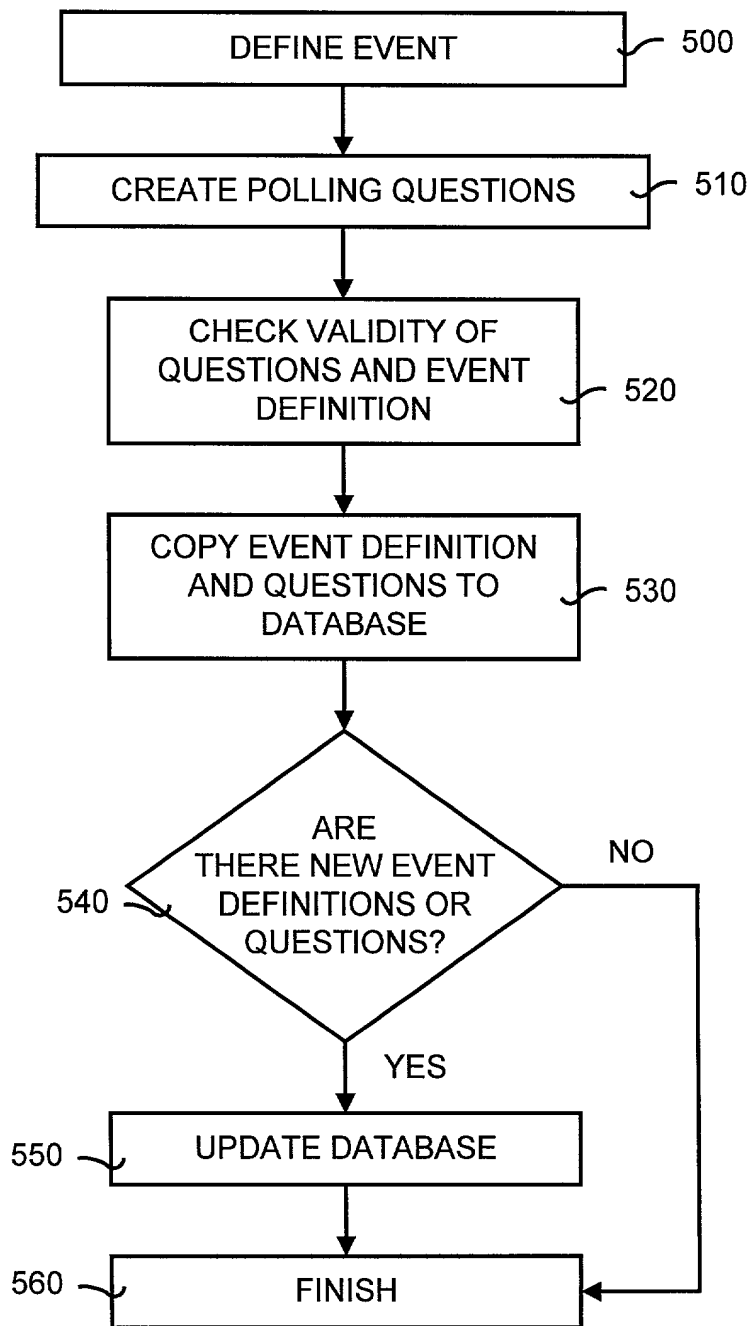 DEFINE EVENT
500
CREATE POLLING QUESTIONS
510
CHECK VALIDITY OF
QUESTIONS AND EVENT
DEFINITION
520
COPY EVENT DEFINITION
AND QUESTIONS TO
DATABASE
530
ARE
THERE NEW EVENT
DEFINITIONS OR
QUESTIONS?
540
NO
YES
550
UPDATE DATABASE
560
FINISH